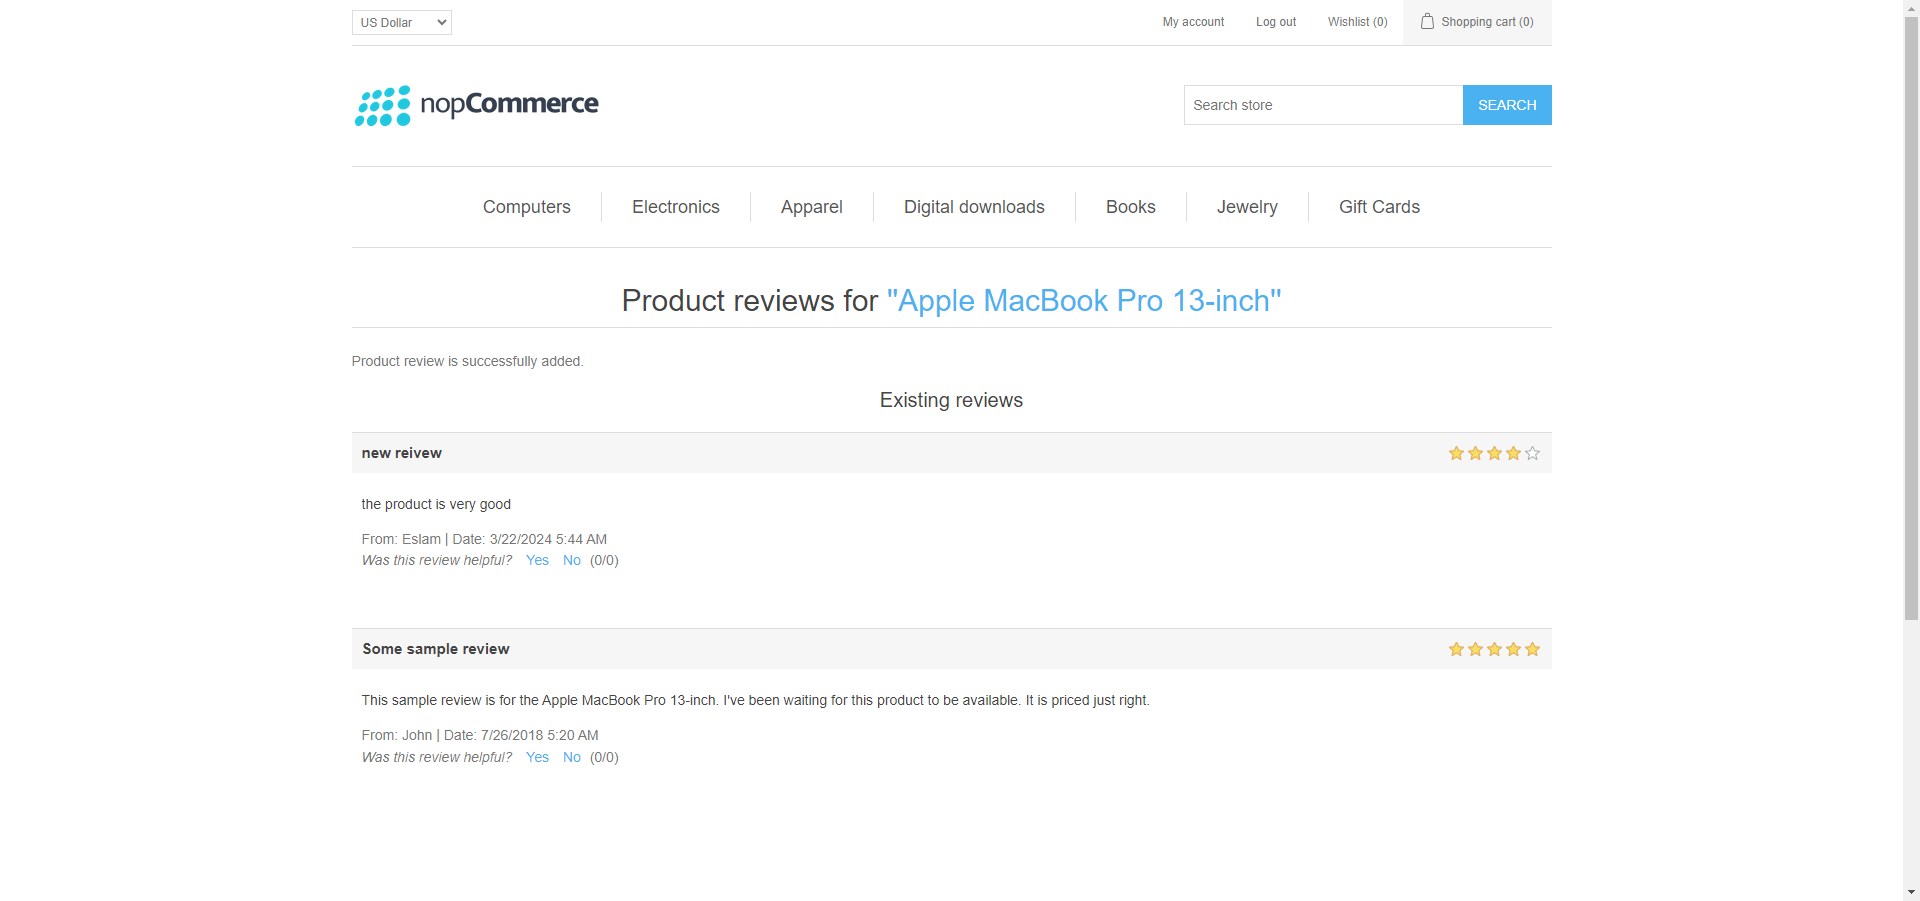 US Dollar
My account
Log out
Wishlist (0)
Shopping cart (0)
nopCommerce
Search store
SEARCH
Computers
Electronics
Apparel
Digital downloads
Books
Jewelry
Gift Cards
Product reviews for "Apple MacBook Pro 13-inch"
Product review is successfully added.
Existing reviews
new reivew
the product is very good
From: Eslam | Date: 3/22/2024 5:44 AM
Was this review helpful? Yes No (0/0)
Some sample review
This sample review is for the Apple MacBook Pro 13-inch. I've been waiting for this product to be available. It is priced just right.
From: John | Date: 7/26/2018 5:20 AM
Was this review helpful? Yes No (0/0)